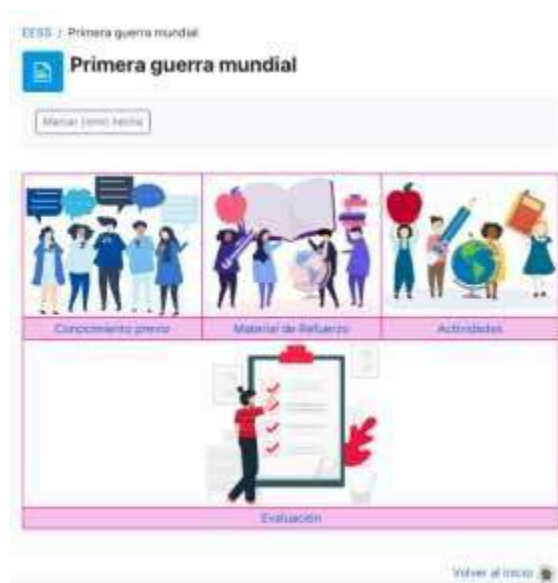 EESS / Primera guerra mundial
Primera guerra mundial
Marcar como hecha
Conocimiento previo
Material de Refuerzo
Actividades
Evaluación
Volver al inicio